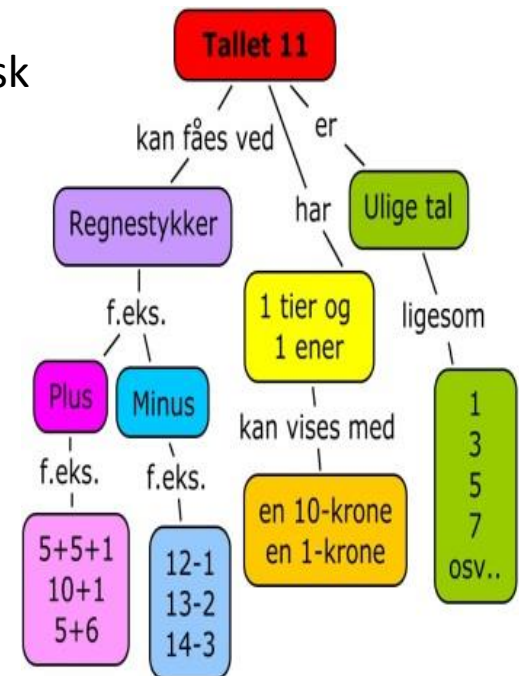 sk
Tallet 11
kan fåes ved
har
er
Regnestykker
f.eks.
Plus
f.eks.
5+5+1
10+1
5+6
Minus
f.eks.
12-1
13-2
14-3
1 tier og
1 ener
kan vises med
en 10-krone
en 1-krone
Ulige tal
ligesom
1
3
5
7
osv..